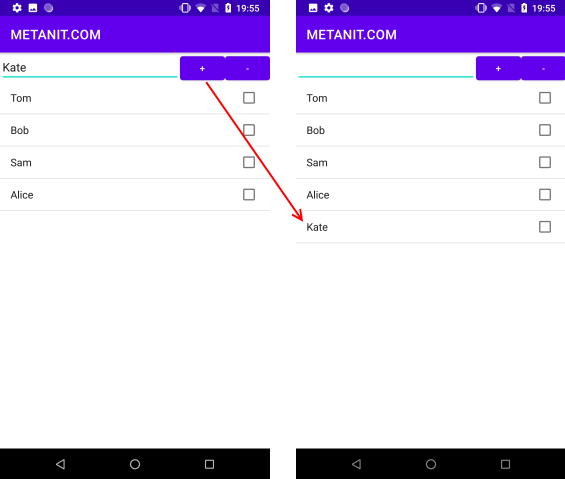 19:55
METANIT.COM
Kate
+ -
Tom
Bob
Sam
Alice
19:55
METANIT.COM
+ -
Tom
Bob
Sam
Alice
Kate